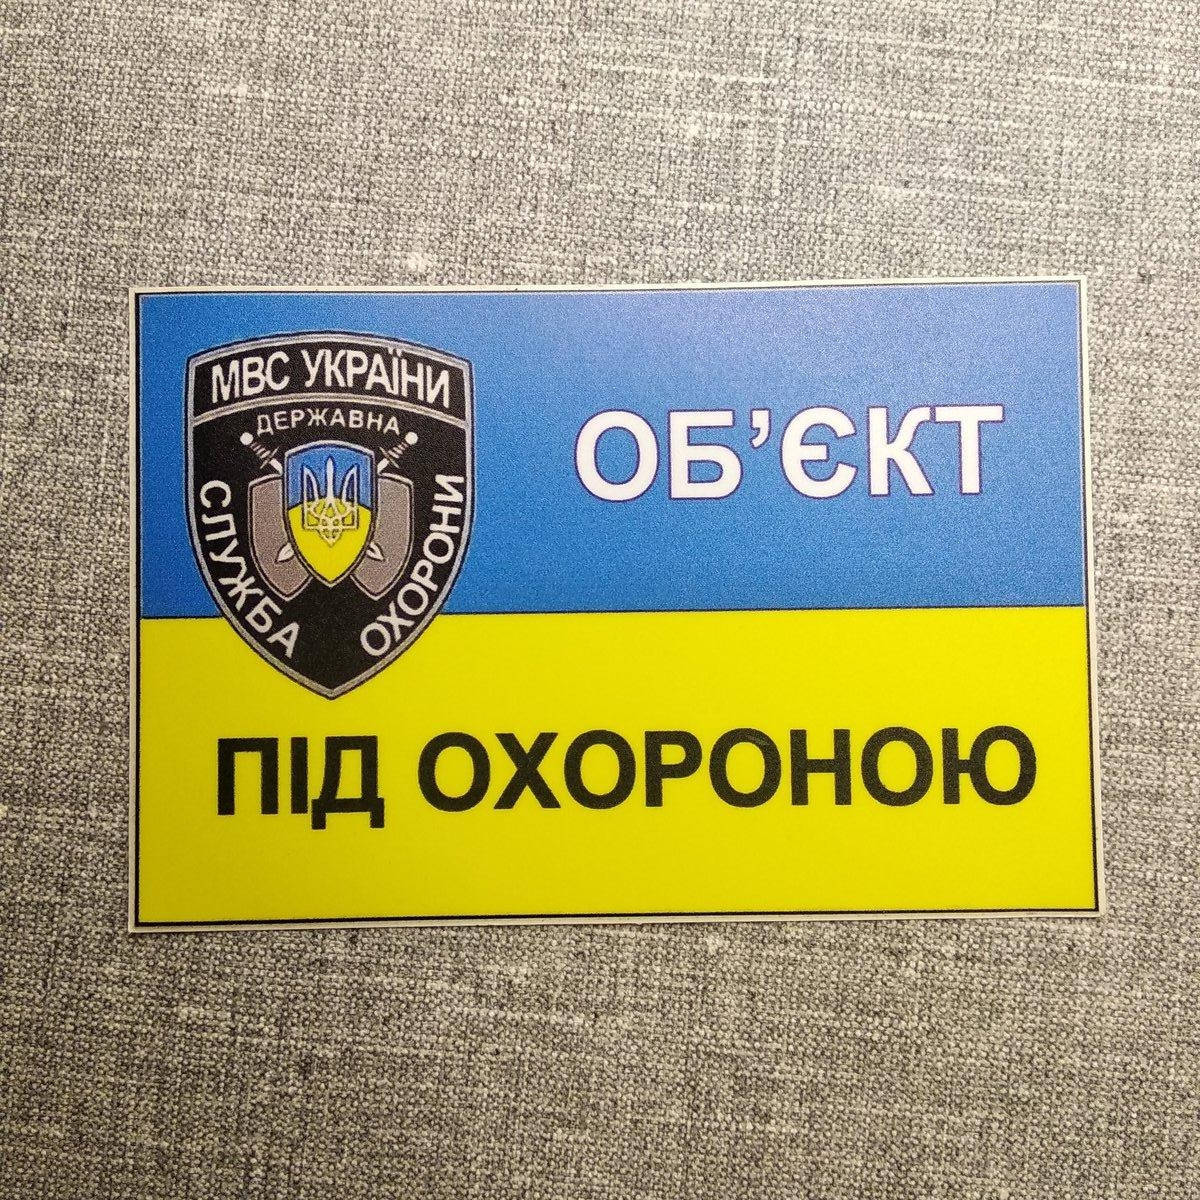 МВС УКРАЇНИ
ДЕРЖАВНА
СЛУЖБА
ОХОРОНИ
ОБ’ЄКТ
ПІД ОХОРОНОЮ